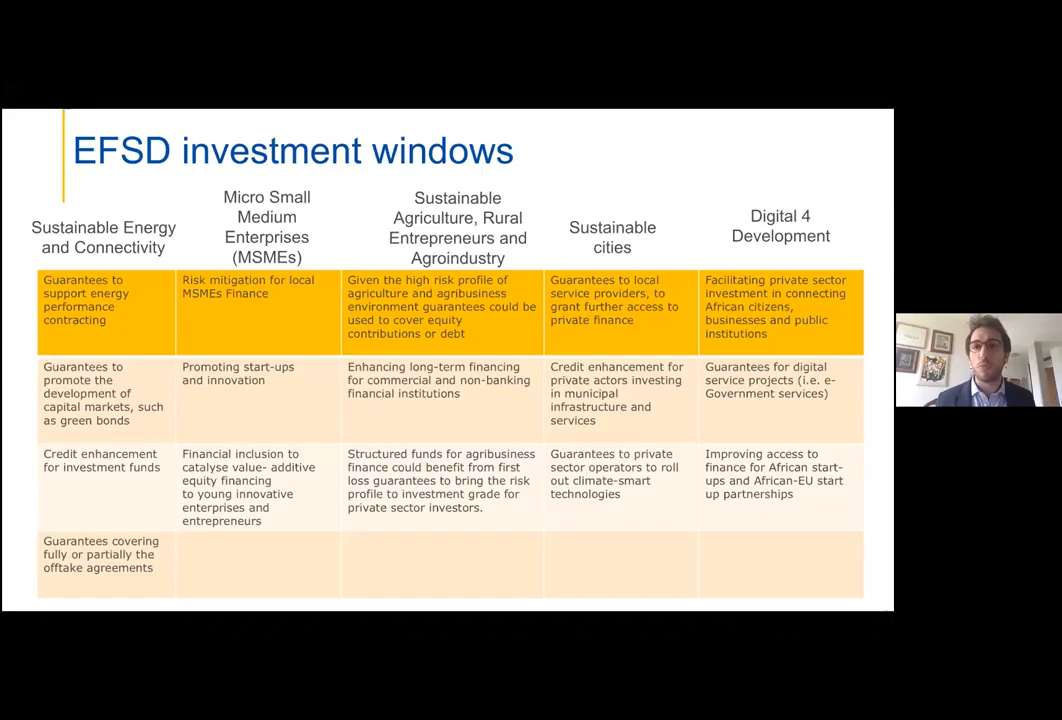 EFSD investment windows
Sustainable Energy
and Connectivity
Micro Small
Medium
Enterprises
(MSMEs)
Sustainable
Agriculture, Rural
Entrepreneurs and
Agroindustry
Sustainable
cities
Digital 4
Development
Guarantees to
support energy
performance
contracting
Risk mitigation for local
MSMEs Finance
Given the high risk profile of
agriculture and agribusiness
environment guarantees could be
used to cover equity
contributions or debt
Guarantees to local
service providers, to
grant further access to
private finance
Facilitating private sector
investment in connecting
African citizens,
businesses and public
institutions
Guarantees to
promote the
development of
capital markets, such
as green bonds
Promoting start-ups
and innovation
Enhancing long-term financing
for commercial and non-banking
financial institutions
Credit enhancement for
private actors investing
in municipal
infrastructure and
services
Guarantees for digital
service projects (i.e. e-
Government services)
Credit enhancement
for investment funds
Financial inclusion to
catalyse value- additive
equity financing
to young innovative
enterprises and
entrepreneurs
Structured funds for agribusiness
finance could benefit from first
loss guarantees to bring the risk
profile to investment grade for
private sector investors.
Guarantees to private
sector operators to roll
out climate-smart
technologies
Improving access to
finance for African start-
ups and African-EU start
up partnerships
Guarantees covering
fully or partially the
offtake agreements